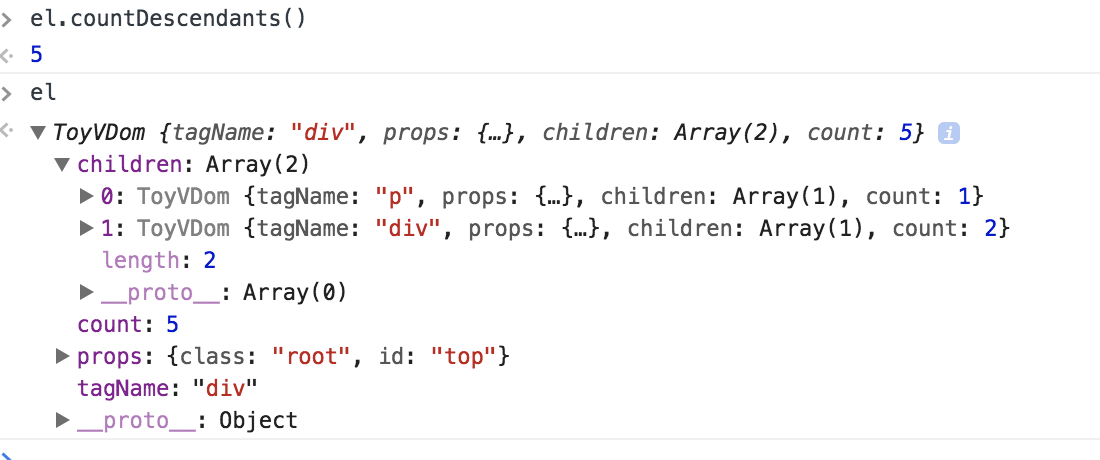 > el.countDescendants()
5
> el
ToyVDom {tagName: "div", props: {…}, children: Array(2), count: 5} i
children: Array(2)
0: ToyVDom {tagName: "p", props: {…}, children: Array(1), count: 1}
1: ToyVDom {tagName: "div", props: {…}, children: Array(1), count: 2}
length: 2
__proto__: Array(0)
count: 5
props: {class: "root", id: "top"}
tagName: "div"
__proto__: Object